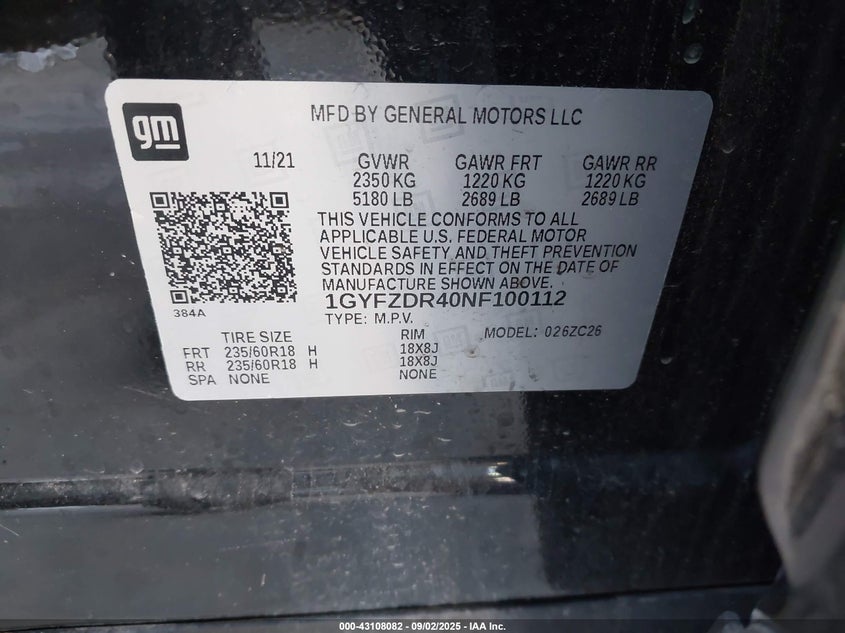 gm
MFD BY GENERAL MOTORS LLC
11/21 GVWR GAWR FRT GAWR RR
2350 KG 1220 KG 1220 KG
5180 LB 2689 LB 2689 LB
THIS VEHICLE CONFORMS TO ALL
APPLICABLE U.S. FEDERAL MOTOR
VEHICLE SAFETY AND THEFT PREVENTION
STANDARDS IN EFFECT ON THE DATE OF
MANUFACTURE SHOWN ABOVE.
1GYFZDR40NF100112
384A
TYPE: M.P.V. MODEL: 026ZC26
TIRE SIZE RIM
FRT 235/60R18 H 18X8J
RR 235/60R18 H 18X8J
SPA NONE NONE
000-43108082 - 09/02/2025 - IAA Inc.